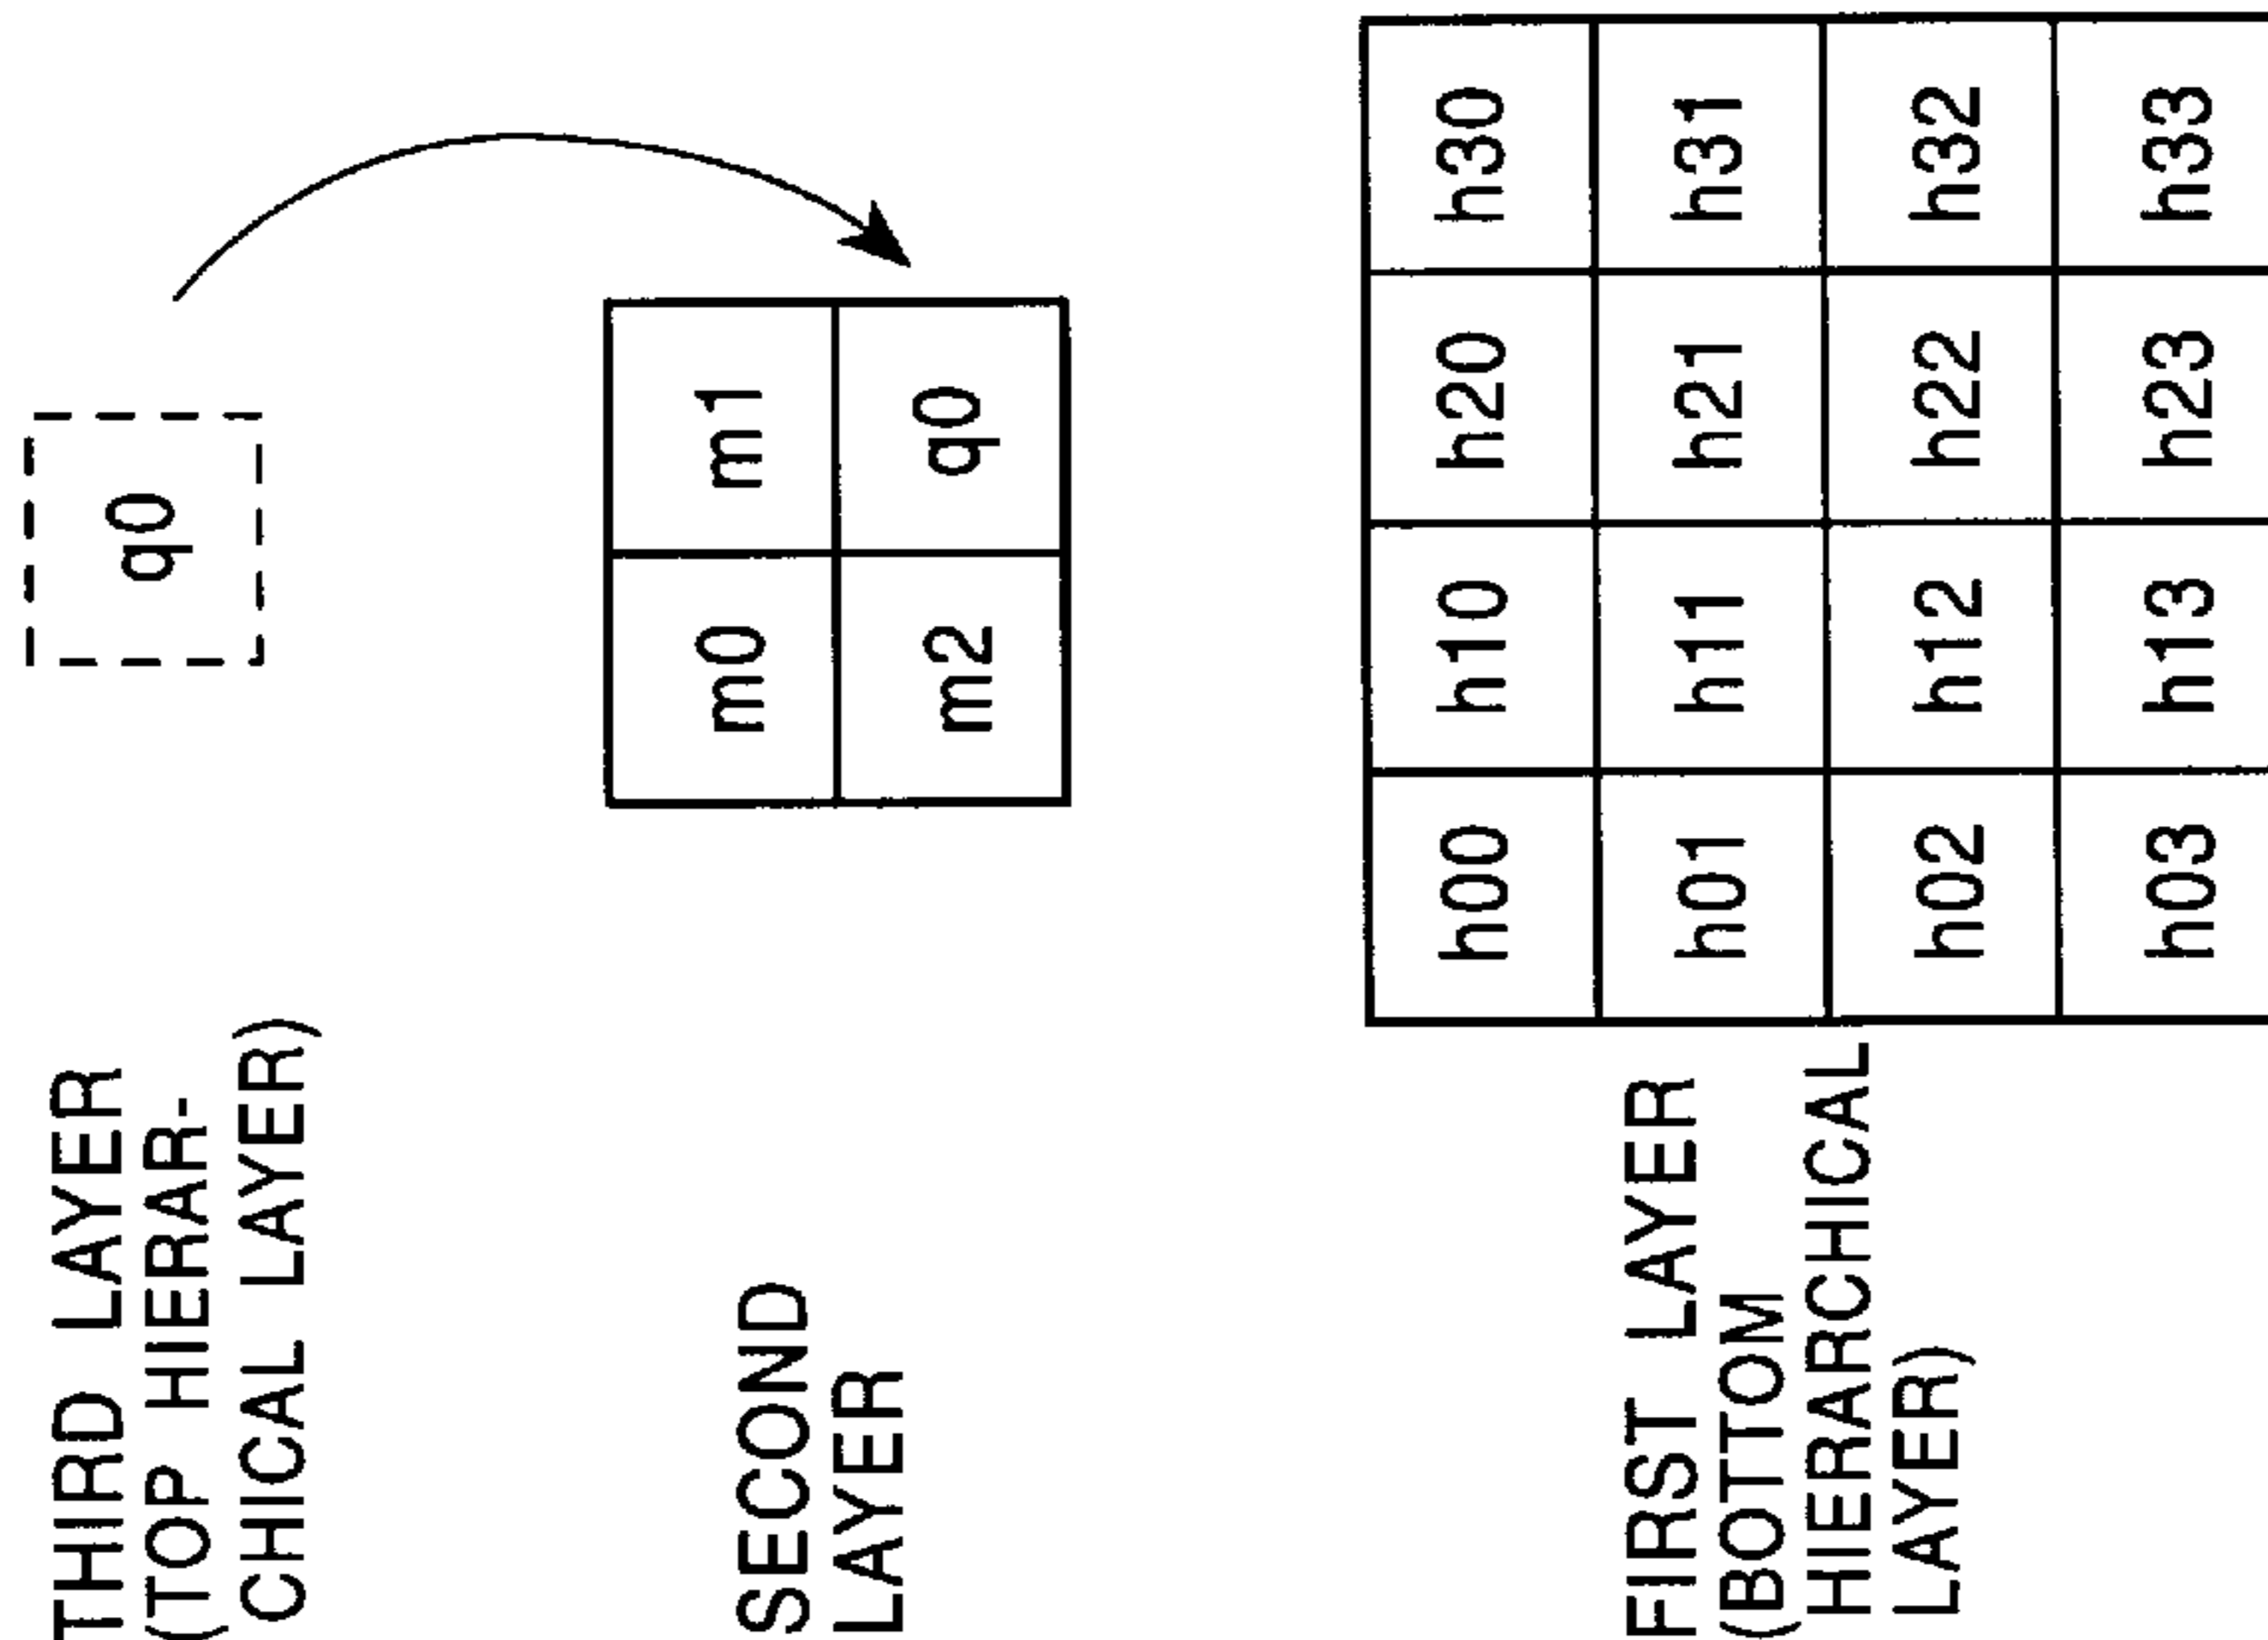 THIRD LAYER
(TOP HIERAR-
CHICAL LAYER)
q0
SECOND
LAYER
m0 m1
m2 q0
FIRST LAYER
(BOTTOM
HIERARCHICAL
LAYER)
h00 h10 h20 h30
h01 h11 h21 h31
h02 h12 h22 h32
h03 h13 h23 h33